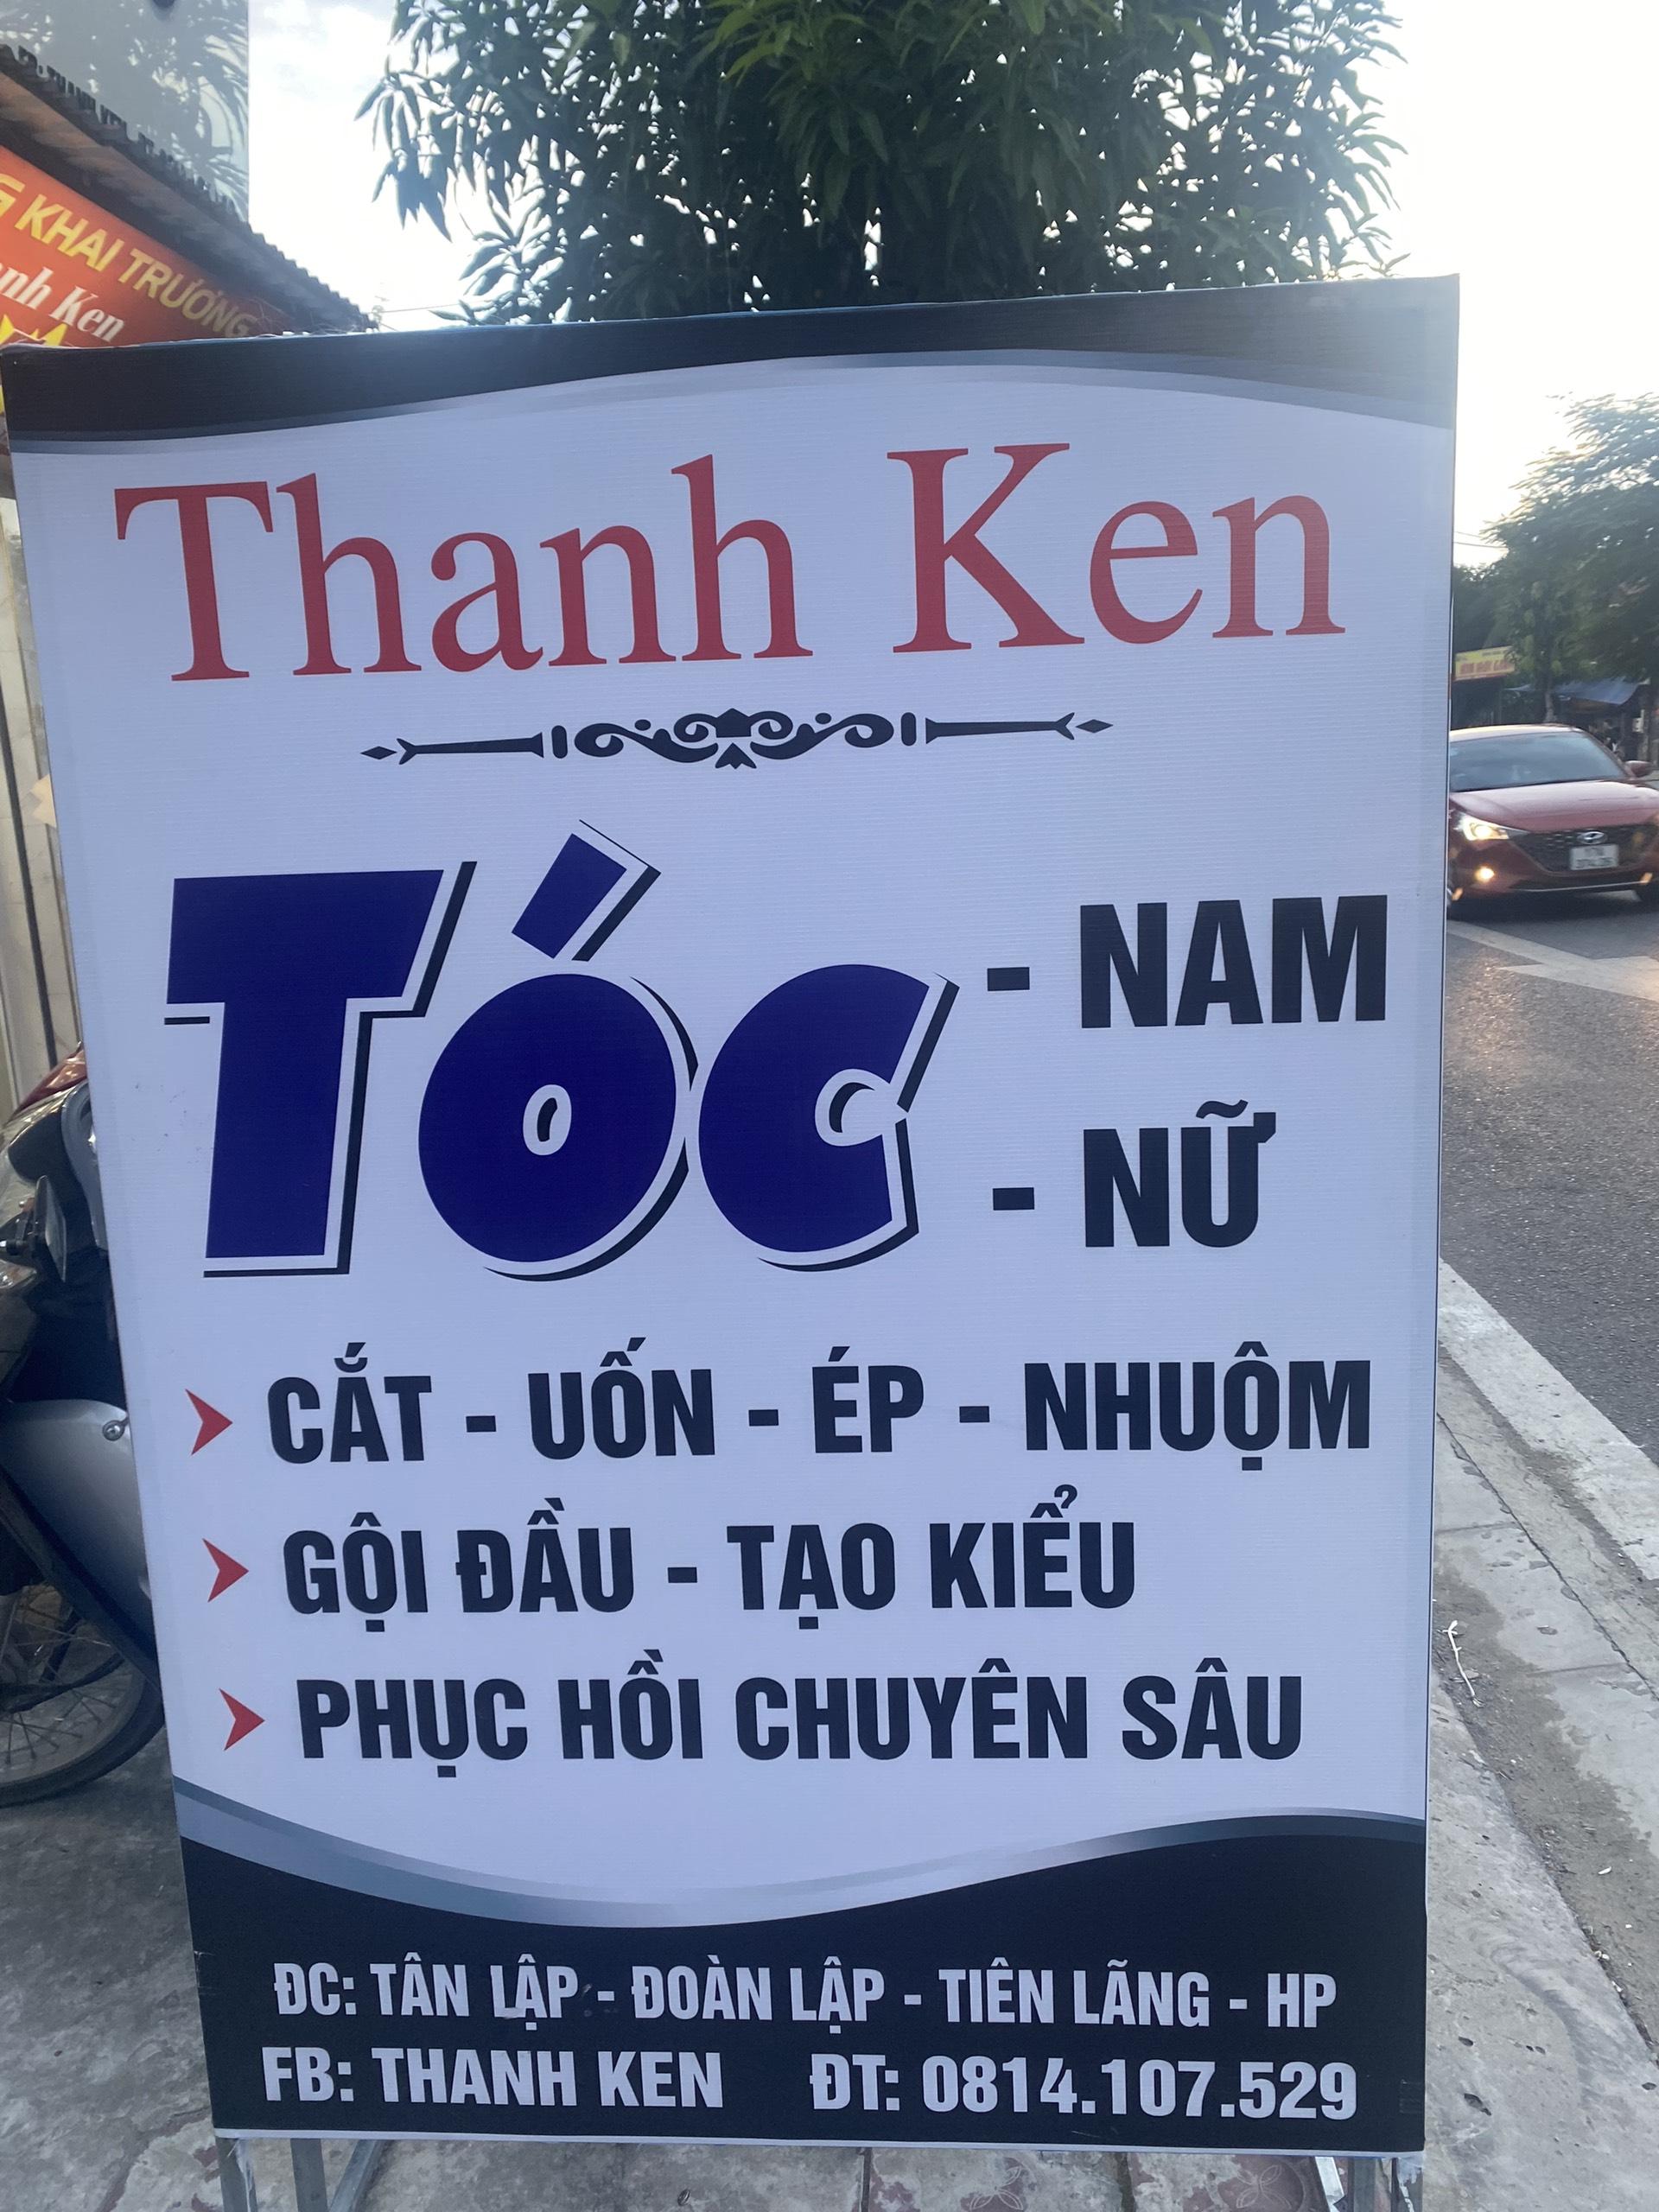 KHAI TRƯƠNG
Ken
Thanh Ken
Tóc
- NAM
- NỮ
CẮT - UỐN - ÉP - NHUỘM
GỘI ĐẦU - TẠO KIỂU
PHỤC HỒI CHUYÊN SÂU
ĐC: TÂN LẬP - ĐOÀN LẬP - TIÊN LÃNG - HP
FB: THANH KEN ĐT: 0814.107.529